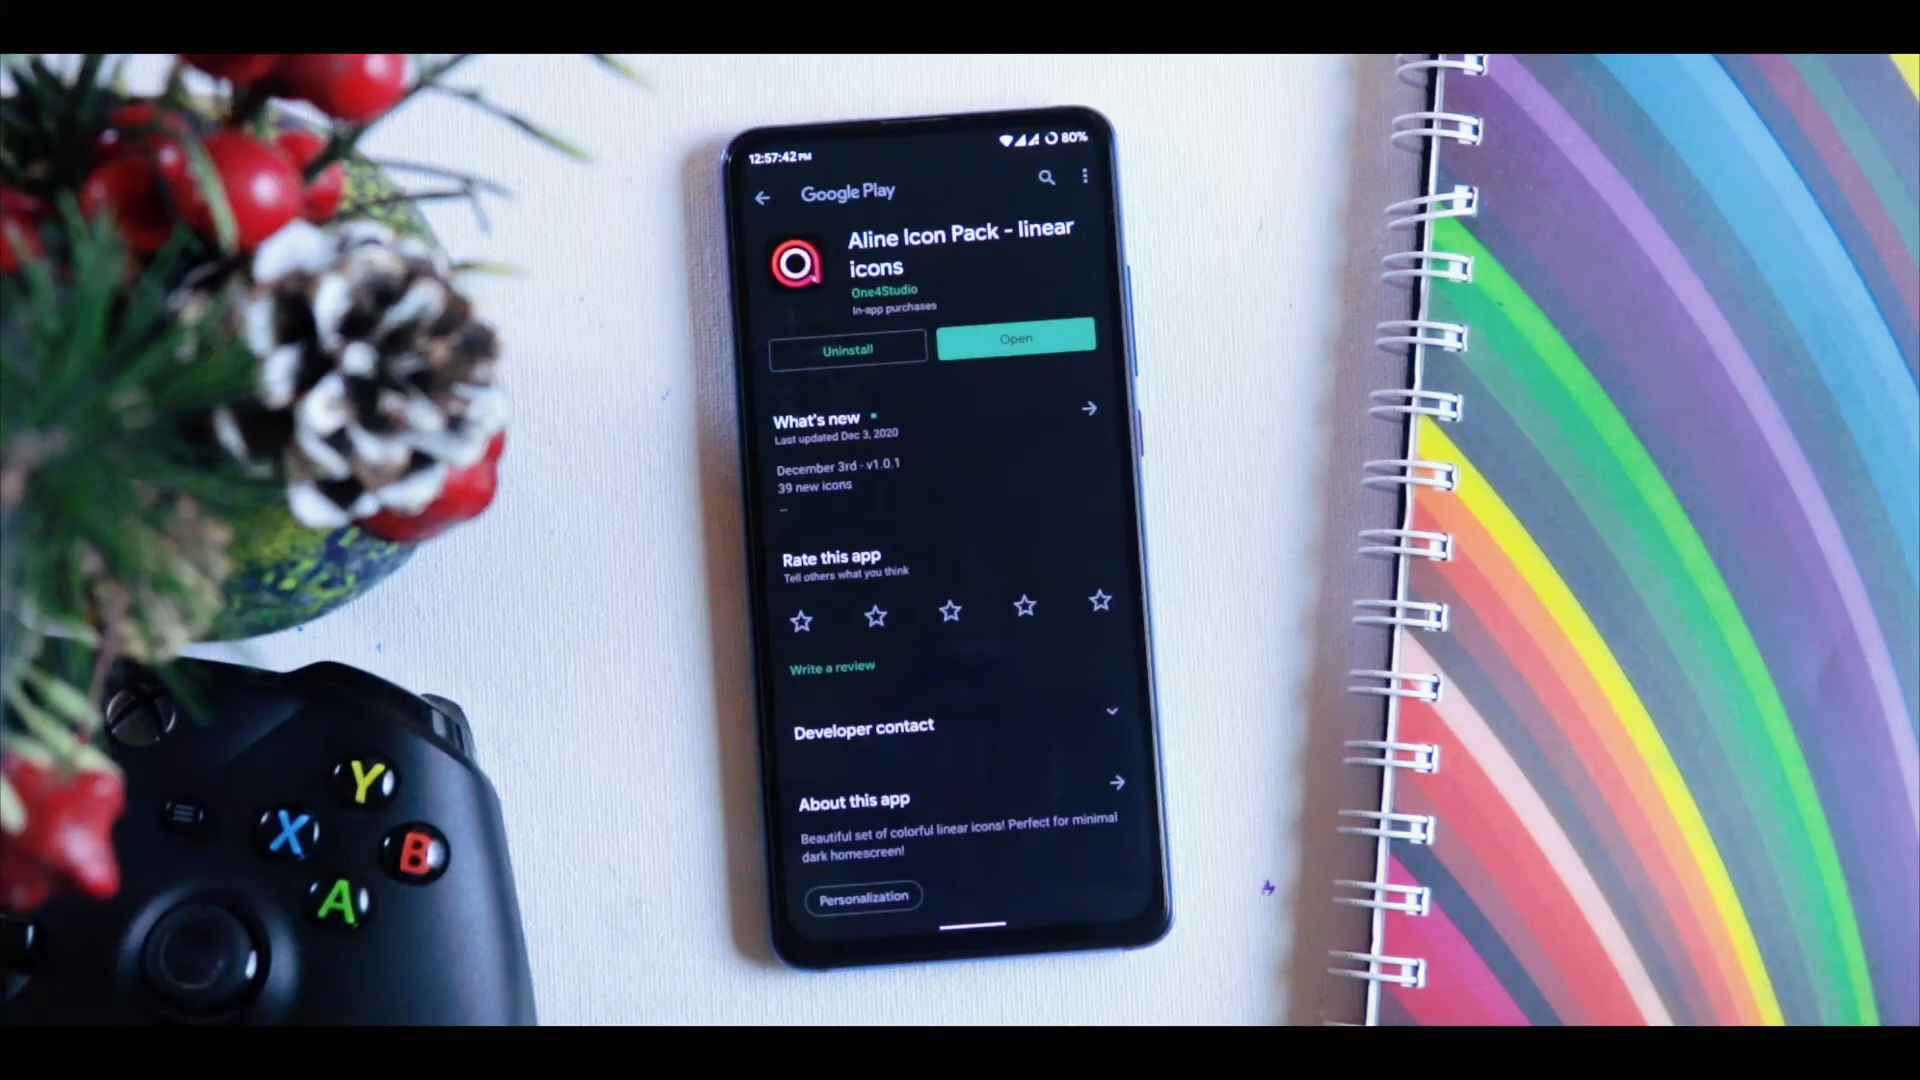 12:57:42 PM
80%
Google Play
Aline Icon Pack - linear
icons
One4Studio
In-app purchases
Uninstall
Open
What's new
Last updated Dec 3, 2020
December 3rd - v1.0.1
39 new icons
...
Rate this app
Tell others what you think
Write a review
Developer contact
About this app
Beautiful set of colorful linear icons! Perfect for minimal
dark homescreen!
Personalization
Y
X
B
A